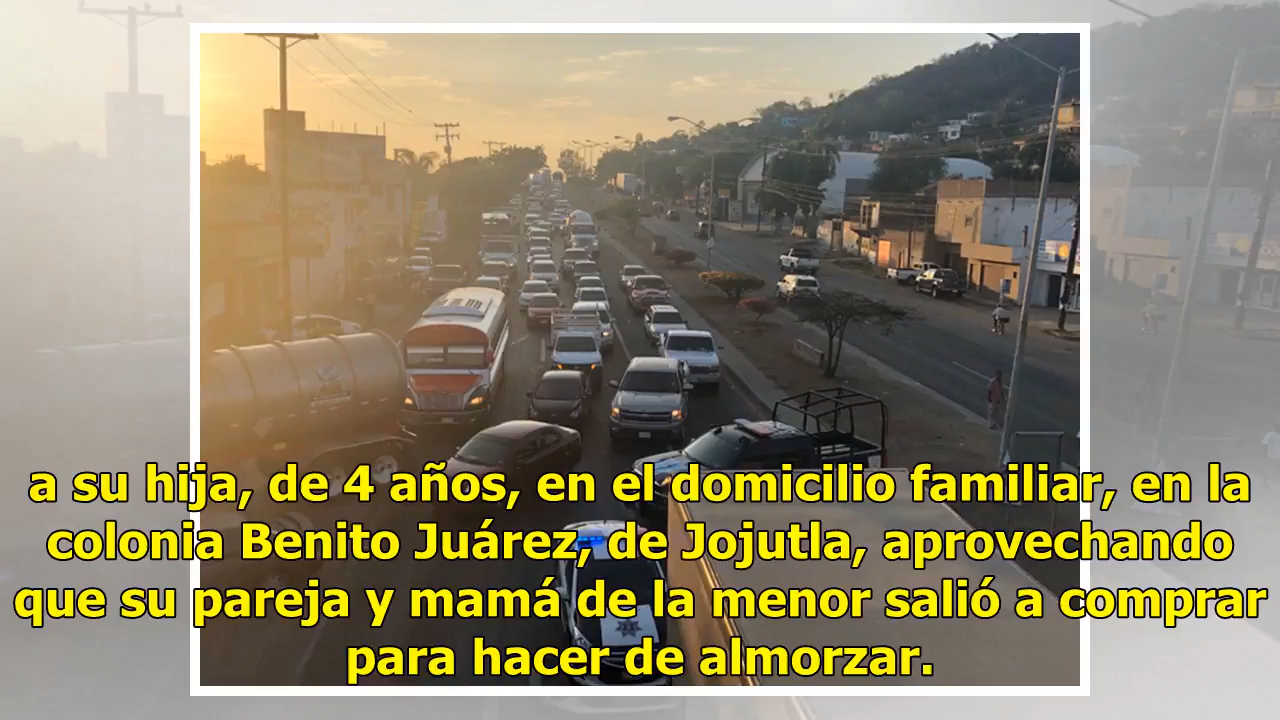 a su hija, de 4 años, en el domicilio familiar, en la
colonia Benito Juárez, de Jojutla, aprovechando
que su pareja y mamá de la menor salió a comprar
para hacer de almorzar.